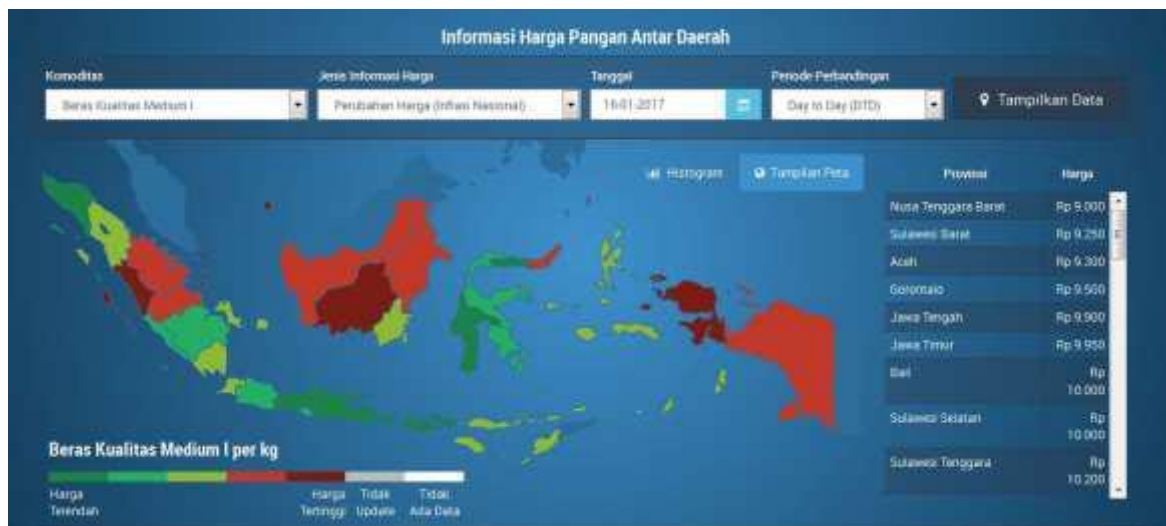 Informasi Harga Pangan Antar Daerah
Komoditas
Jenis Informasi Harga
Tanggal
Periode Perbandingan
Beras Kualitas Medium I
Perubahan Harga (Inflasi Nasional)
16-01-2017
Day to Day (DTD)
Tampilkan Data
Histogram
Tampilan Peta
Provinsi Harga
Nusa Tenggara Barat Rp 9.000
Sulawesi Barat Rp 9.250
Aceh Rp 9.300
Gorontalo Rp 9.500
Jawa Tengah Rp 9.900
Jawa Timur Rp 9.950
Bali Rp
10.000
Sulawesi Selatan Rp
10.000
Sulawesi Tenggara Rp
10.200
Beras Kualitas Medium I per kg
Harga Harga Tidak Tidak
Terendah Tertinggi Update Ada Data